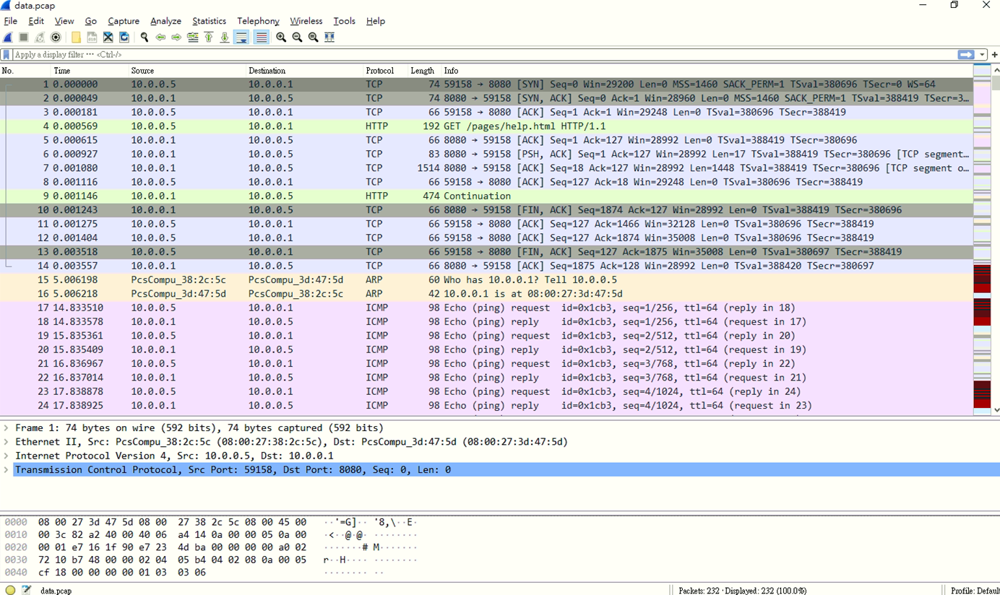 data.pcap
File Edit View Go Capture Analyze Statistics Telephony Wireless Tools Help
Apply a display filter ··· <Ctrl-/>
No. Time Source Destination Protocol Length Info
1 0.000000 10.0.0.5 10.0.0.1 TCP 74 59158 → 8080 [SYN] Seq=0 Win=29200 Len=0 MSS=1460 SACK_PERM=1 TSval=380696 TSecr=0 WS=64
2 0.000049 10.0.0.1 10.0.0.5 TCP 74 8080 → 59158 [SYN, ACK] Seq=0 Ack=1 Win=28960 Len=0 MSS=1460 SACK_PERM=1 TSval=388419 TSecr=3…
3 0.000181 10.0.0.5 10.0.0.1 TCP 66 59158 → 8080 [ACK] Seq=1 Ack=1 Win=29248 Len=0 TSval=380696 TSecr=388419
4 0.000569 10.0.0.5 10.0.0.1 HTTP 192 GET /pages/help.html HTTP/1.1
5 0.000615 10.0.0.1 10.0.0.5 TCP 66 8080 → 59158 [ACK] Seq=1 Ack=127 Win=28992 Len=0 TSval=388419 TSecr=380696
6 0.000927 10.0.0.1 10.0.0.5 TCP 83 8080 → 59158 [PSH, ACK] Seq=1 Ack=127 Win=28992 Len=17 TSval=388419 TSecr=380696 [TCP segment…
7 0.001080 10.0.0.1 10.0.0.5 TCP 1514 8080 → 59158 [ACK] Seq=18 Ack=127 Win=28992 Len=1448 TSval=388419 TSecr=380696 [TCP segment o…
8 0.001116 10.0.0.5 10.0.0.1 TCP 66 59158 → 8080 [ACK] Seq=127 Ack=18 Win=29248 Len=0 TSval=380696 TSecr=388419
9 0.001146 10.0.0.1 10.0.0.5 HTTP 474 Continuation
10 0.001243 10.0.0.1 10.0.0.5 TCP 66 8080 → 59158 [FIN, ACK] Seq=1874 Ack=127 Win=28992 Len=0 TSval=388419 TSecr=380696
11 0.001275 10.0.0.5 10.0.0.1 TCP 66 59158 → 8080 [ACK] Seq=127 Ack=1466 Win=32128 Len=0 TSval=380696 TSecr=388419
12 0.001404 10.0.0.5 10.0.0.1 TCP 66 59158 → 8080 [ACK] Seq=127 Ack=1874 Win=35008 Len=0 TSval=380696 TSecr=388419
13 0.003518 10.0.0.5 10.0.0.1 TCP 66 59158 → 8080 [FIN, ACK] Seq=127 Ack=1875 Win=35008 Len=0 TSval=380697 TSecr=388419
14 0.003557 10.0.0.1 10.0.0.5 TCP 66 8080 → 59158 [ACK] Seq=1875 Ack=128 Win=28992 Len=0 TSval=388420 TSecr=380697
15 5.006198 PcsCompu_38:2c:5c PcsCompu_3d:47:5d ARP 60 Who has 10.0.0.1? Tell 10.0.0.5
16 5.006218 PcsCompu_3d:47:5d PcsCompu_38:2c:5c ARP 42 10.0.0.1 is at 08:00:27:3d:47:5d
17 14.833510 10.0.0.5 10.0.0.1 ICMP 98 Echo (ping) request id=0x1cb3, seq=1/256, ttl=64 (reply in 18)
18 14.833578 10.0.0.1 10.0.0.5 ICMP 98 Echo (ping) reply id=0x1cb3, seq=1/256, ttl=64 (request in 17)
19 15.835361 10.0.0.5 10.0.0.1 ICMP 98 Echo (ping) request id=0x1cb3, seq=2/512, ttl=64 (reply in 20)
20 15.835409 10.0.0.1 10.0.0.5 ICMP 98 Echo (ping) reply id=0x1cb3, seq=2/512, ttl=64 (request in 19)
21 16.836967 10.0.0.5 10.0.0.1 ICMP 98 Echo (ping) request id=0x1cb3, seq=3/768, ttl=64 (reply in 22)
22 16.837014 10.0.0.1 10.0.0.5 ICMP 98 Echo (ping) reply id=0x1cb3, seq=3/768, ttl=64 (request in 21)
23 17.838878 10.0.0.5 10.0.0.1 ICMP 98 Echo (ping) request id=0x1cb3, seq=4/1024, ttl=64 (reply in 24)
24 17.838925 10.0.0.1 10.0.0.5 ICMP 98 Echo (ping) reply id=0x1cb3, seq=4/1024, ttl=64 (request in 23)
Frame 1: 74 bytes on wire (592 bits), 74 bytes captured (592 bits)
Ethernet II, Src: PcsCompu_38:2c:5c (08:00:27:38:2c:5c), Dst: PcsCompu_3d:47:5d (08:00:27:3d:47:5d)
Internet Protocol Version 4, Src: 10.0.0.5, Dst: 10.0.0.1
Transmission Control Protocol, Src Port: 59158, Dst Port: 8080, Seq: 0, Len: 0
0000 08 00 27 3d 47 5d 08 00 27 38 2c 5c 08 00 45 00 ··'=G]·· '8,\··E·
0010 00 3c 82 a2 40 00 40 06 a4 14 0a 00 00 05 0a 00 ·<··@·@· ········
0020 00 01 e7 16 1f 90 e7 23 4d ba 00 00 00 00 a0 02 ·······# M·······
0030 72 10 b7 48 00 00 02 04 05 b4 04 02 08 0a 00 05 r··H···· ········
0040 cf 18 00 00 00 00 01 03 03 06 ········ ··
data.pcap Packets: 232 · Displayed: 232 (100.0%) Profile: Default